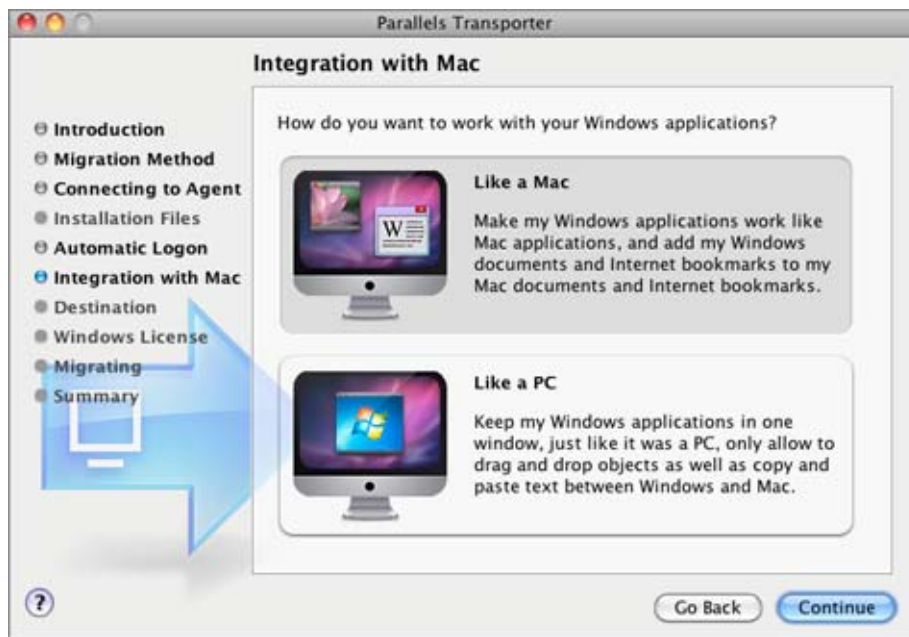 Parallels Transporter
Integration with Mac
Introduction
Migration Method
Connecting to Agent
Installation Files
Automatic Logon
Integration with Mac
Destination
Windows License
Migrating
Summary
How do you want to work with your Windows applications?
W
Like a Mac
Make my Windows applications work like
Mac applications, and add my Windows
documents and Internet bookmarks to my
Mac documents and Internet bookmarks.
Like a PC
Keep my Windows applications in one
window, just like it was a PC, only allow to
drag and drop objects as well as copy and
paste text between Windows and Mac.
?
Go Back
Continue